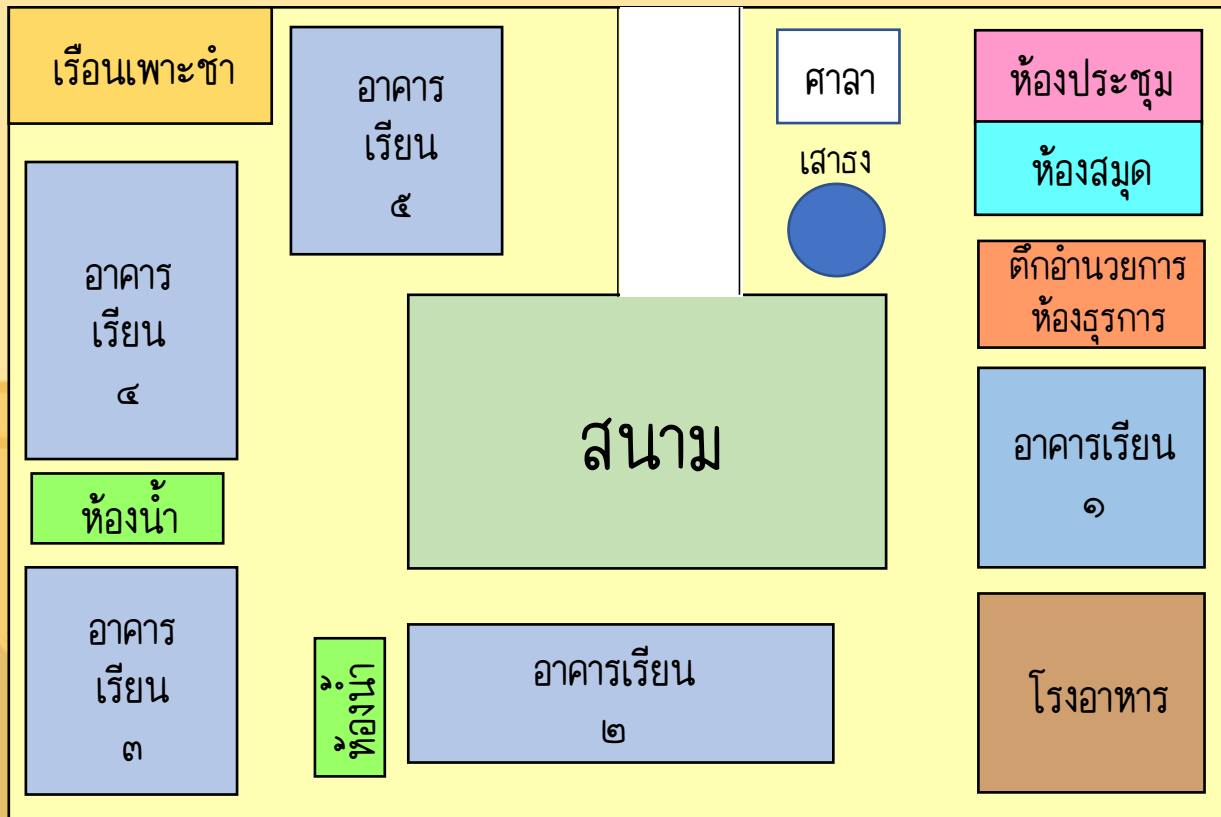 เรือนเพาะชำ
อาคาร
เรียน
๕
ศาลา
เสาธง
ห้องประชุม
ห้องสมุด
ตึกอำนวยการ
ห้องธุรการ
อาคาร
เรียน
๔
สนาม
อาคารเรียน
๑
ห้องน้ำ
อาคาร
เรียน
๓
ห้องน้ำ
อาคารเรียน
๒
โรงอาหาร